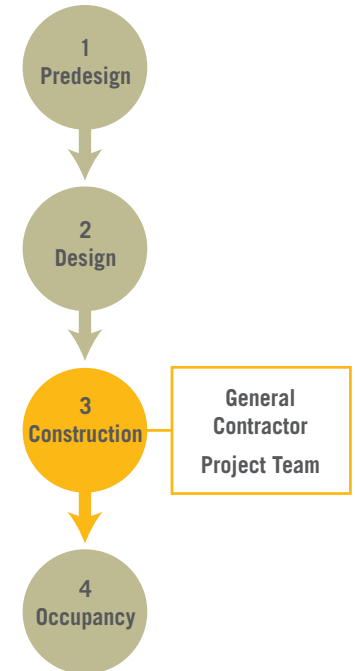 1
Predesign
2
Design
3
Construction
General
Contractor
Project Team
4
Occupancy